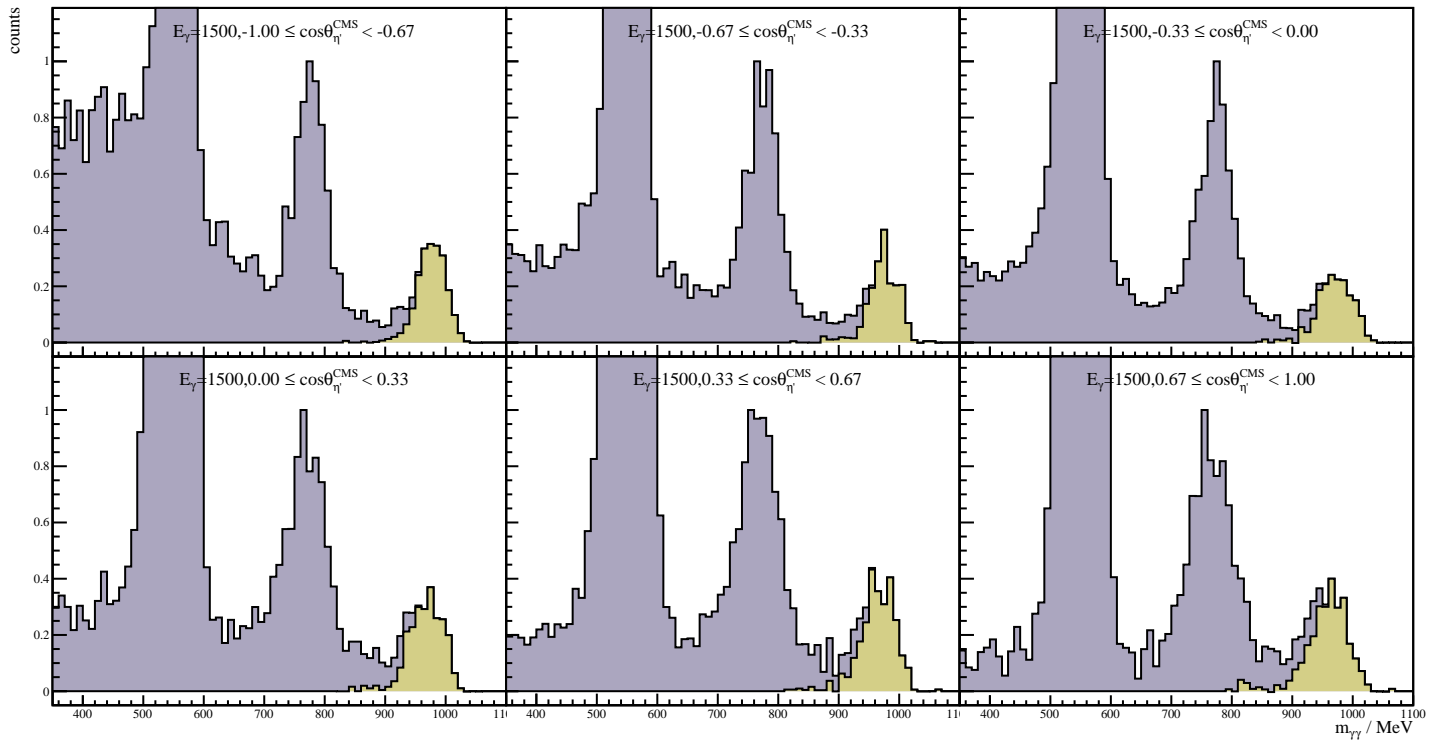 counts
E_γ=1500,-1.00 ≤ cosθ_η'^CMS < -0.67
E_γ=1500,-0.67 ≤ cosθ_η'^CMS < -0.33
E_γ=1500,-0.33 ≤ cosθ_η'^CMS < 0.00
1
0.8
0.6
0.4
0.2
0
E_γ=1500,0.00 ≤ cosθ_η'^CMS < 0.33
E_γ=1500,0.33 ≤ cosθ_η'^CMS < 0.67
E_γ=1500,0.67 ≤ cosθ_η'^CMS < 1.00
1
0.8
0.6
0.4
0.2
0
400 500 600 700 800 900 1000 11
400 500 600 700 800 900 1000 11
400 500 600 700 800 900 1000 1100
m_γγ / MeV